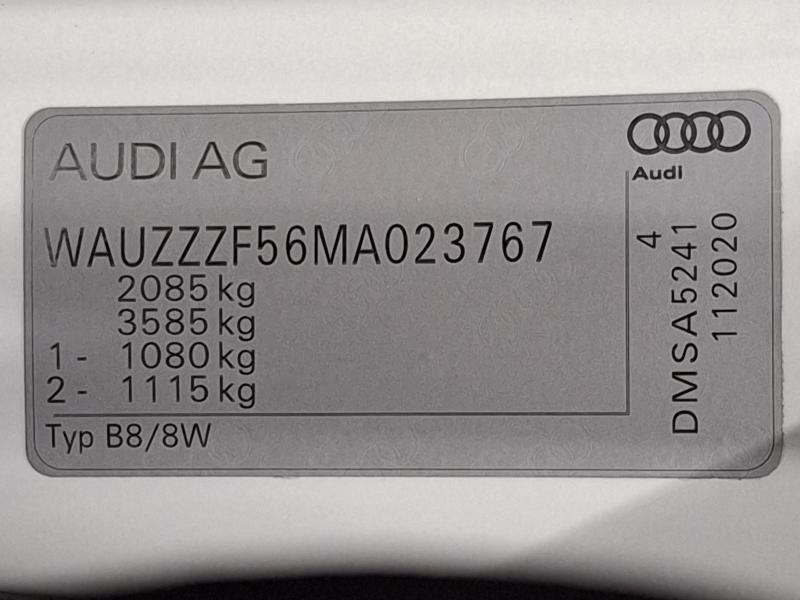 AUDI AG
Audi
WAUZZZF56MA023767
2085 kg
3585 kg
1 - 1080 kg
2 - 1115 kg
Typ B8/8W
4
DMSA5241
112020